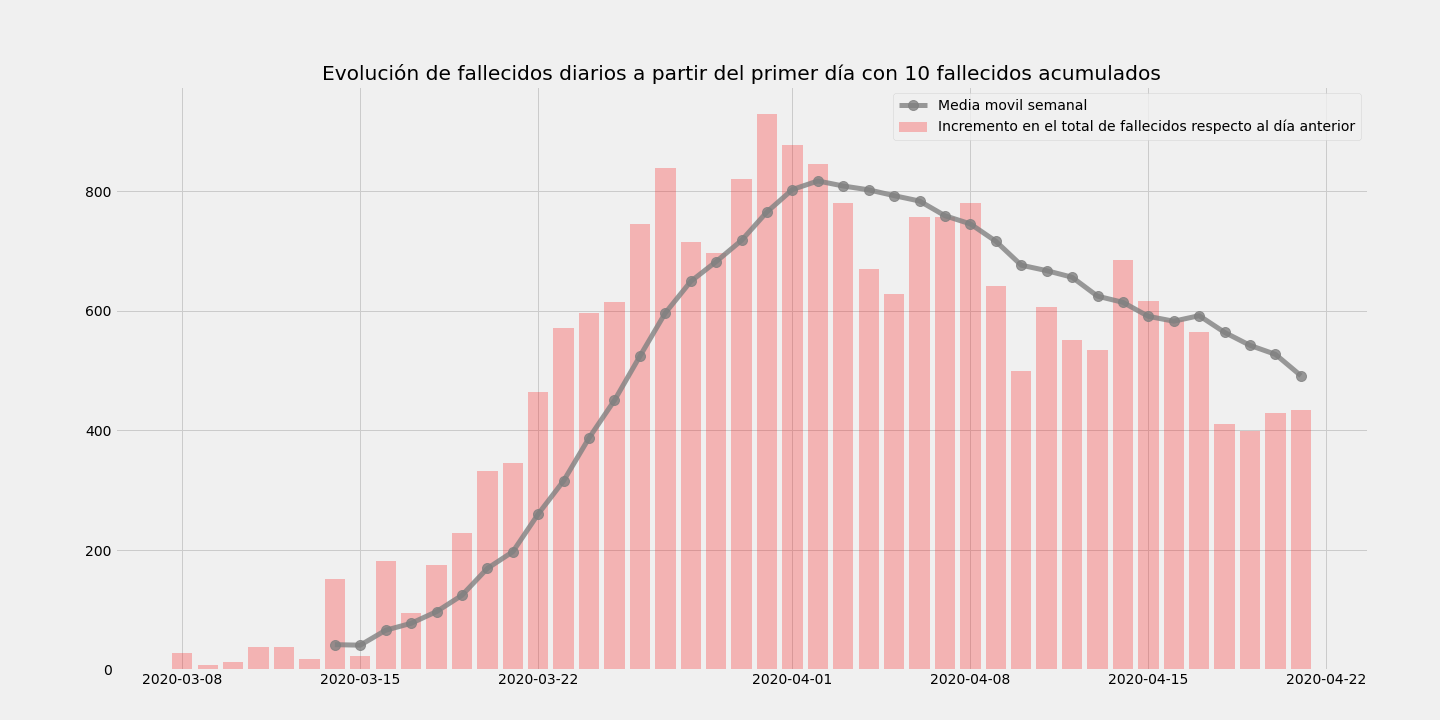 Evolución de fallecidos diarios a partir del primer día con 10 fallecidos acumulados
Media movil semanal
Incremento en el total de fallecidos respecto al día anterior
800
600
400
200
0
2020-03-08 2020-03-15 2020-03-22 2020-04-01 2020-04-08 2020-04-15 2020-04-22